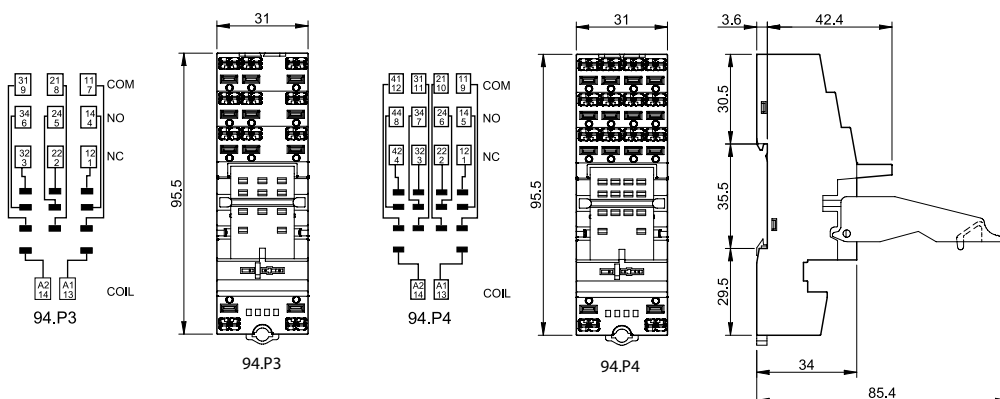 31
31
3.6
42.4
31 21 11
9 8 7
COM
34 24 14
6 5 4
NO
32 22 12
3 2 1
NC
A2 A1
14 13
COIL
94.P3
95.5
94.P3
41 31 21 11
12 11 10 9
COM
44 34 24 14
8 7 6 5
NO
42 32 22 12
4 3 2 1
NC
A2 A1
14 13
COIL
94.P4
95.5
94.P4
30.5
35.5
29.5
34
85.4